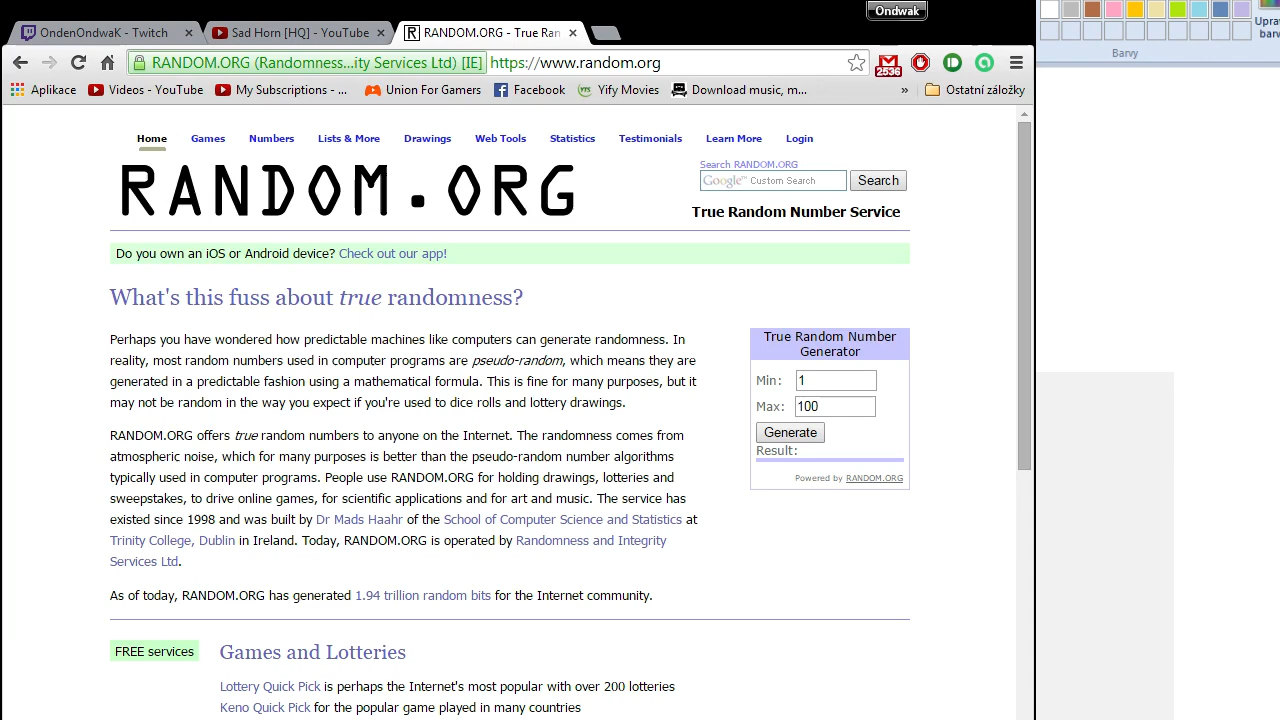 Ondwak
OndenOndwaK - Twitch
Sad Horn [HQ] - YouTube
RANDOM.ORG - True Ran
RANDOM.ORG (Randomness...ity Services Ltd) [IE]
https://www.random.org
2536
Aplikace
Videos - YouTube
My Subscriptions - ...
Union For Gamers
Facebook
Yify Movies
Download music, m...
»
Ostatní záložky
Barvy
Home Games Numbers Lists & More Drawings Web Tools Statistics Testimonials Learn More Login
RANDOM.ORG
Search RANDOM.ORG
Google™ Custom Search
Search
True Random Number Service
Do you own an iOS or Android device? Check out our app!
What's this fuss about true randomness?
Perhaps you have wondered how predictable machines like computers can generate randomness. In
reality, most random numbers used in computer programs are pseudo-random, which means they are
generated in a predictable fashion using a mathematical formula. This is fine for many purposes, but it
may not be random in the way you expect if you're used to dice rolls and lottery drawings.
RANDOM.ORG offers true random numbers to anyone on the Internet. The randomness comes from
atmospheric noise, which for many purposes is better than the pseudo-random number algorithms
typically used in computer programs. People use RANDOM.ORG for holding drawings, lotteries and
sweepstakes, to drive online games, for scientific applications and for art and music. The service has
existed since 1998 and was built by Dr Mads Haahr of the School of Computer Science and Statistics at
Trinity College, Dublin in Ireland. Today, RANDOM.ORG is operated by Randomness and Integrity
Services Ltd.
As of today, RANDOM.ORG has generated 1.94 trillion random bits for the Internet community.
True Random Number
Generator
Min: 1
Max: 100
Generate
Result:
Powered by RANDOM.ORG
FREE services
Games and Lotteries
Lottery Quick Pick is perhaps the Internet's most popular with over 200 lotteries
Keno Quick Pick for the popular game played in many countries